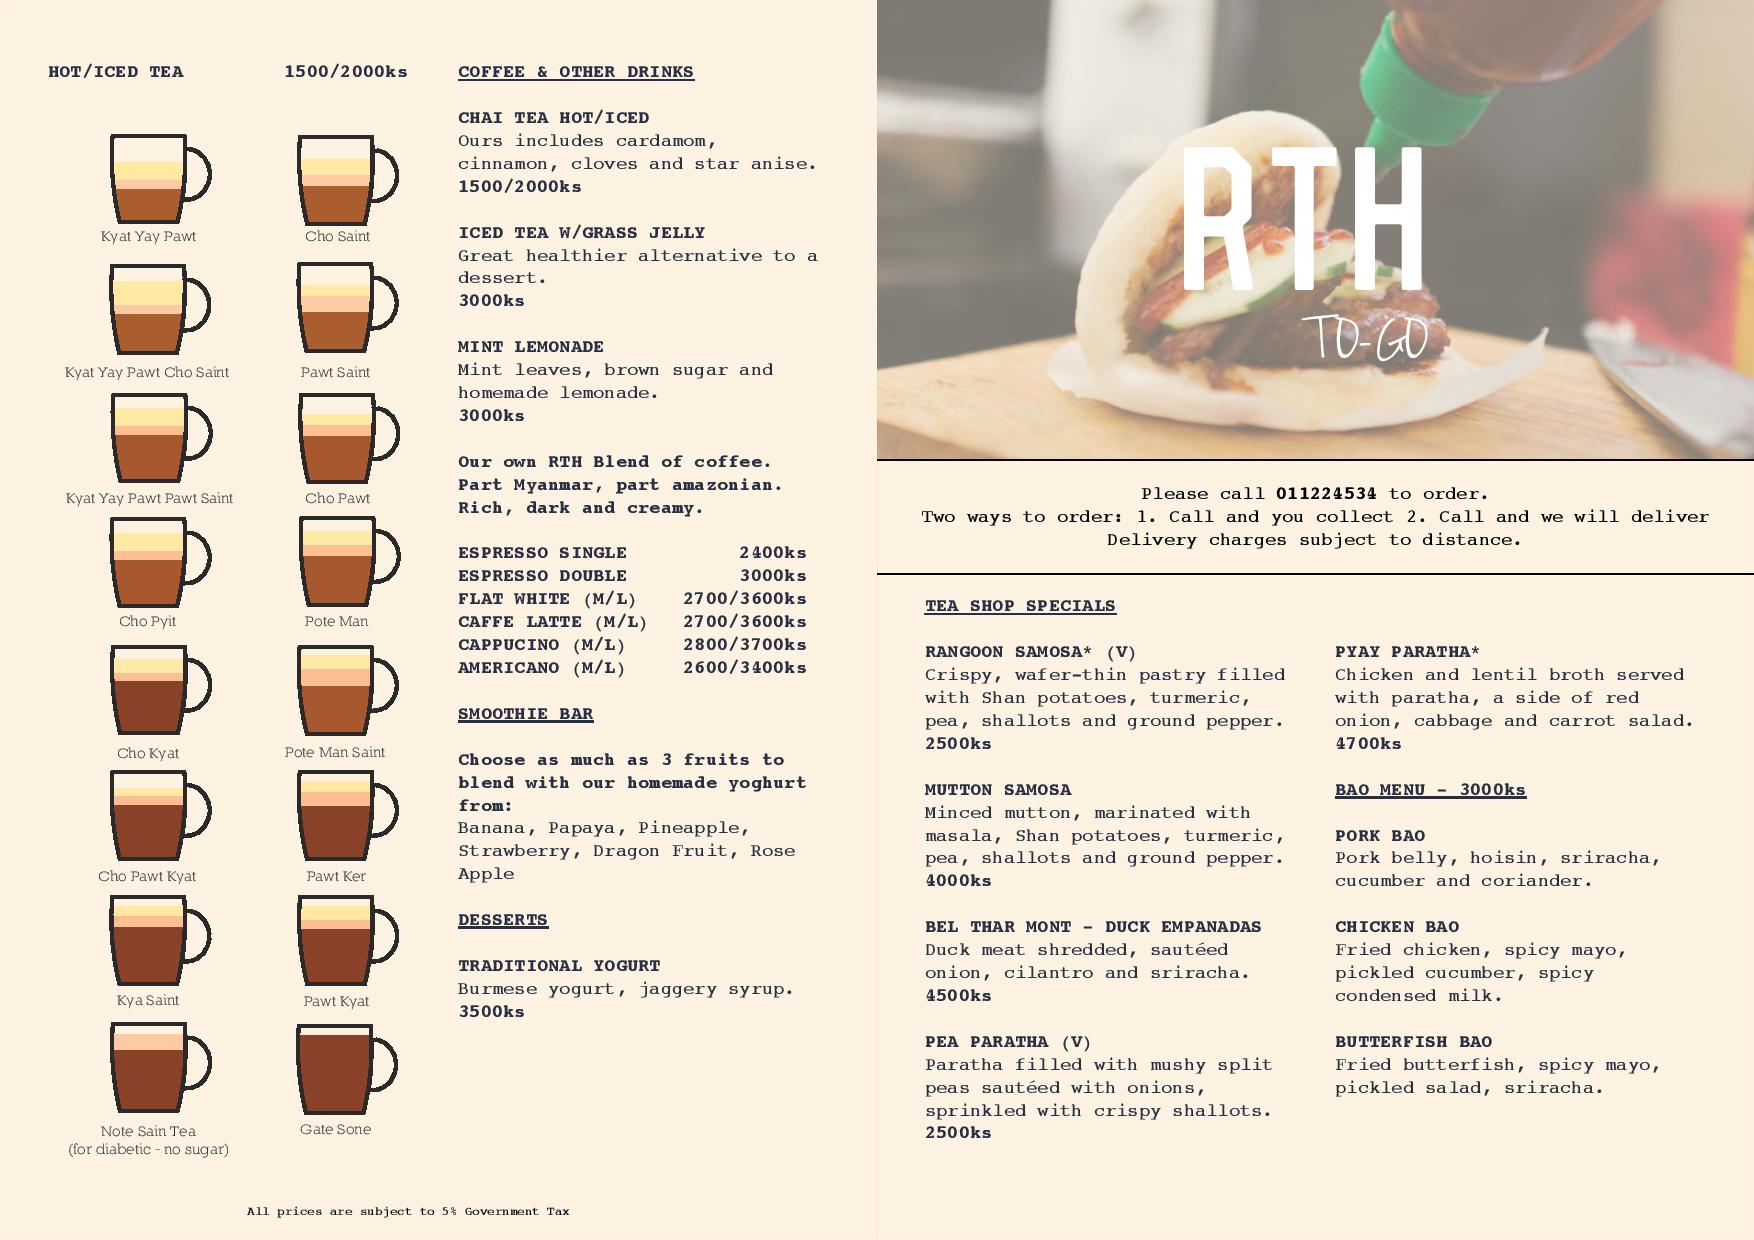 HOT/ICED TEA 1500/2000ks
Kyat Yay Pawt Cho Saint
Kyat Yay Pawt Cho Saint Pawt Saint
Kyat Yay Pawt Pawt Saint Cho Pawt
Cho Pyit Pote Man
Cho Kyat Pote Man Saint
Cho Pawt Kyat Pawt Ker
Kya Saint Pawt Kyat
Note Sain Tea Gate Sone
(for diabetic - no sugar)
COFFEE & OTHER DRINKS
CHAI TEA HOT/ICED
Ours includes cardamom,
cinnamon, cloves and star anise.
1500/2000ks
ICED TEA W/GRASS JELLY
Great healthier alternative to a
dessert.
3000ks
MINT LEMONADE
Mint leaves, brown sugar and
homemade lemonade.
3000ks
Our own RTH Blend of coffee.
Part Myanmar, part amazonian.
Rich, dark and creamy.
ESPRESSO SINGLE 2400ks
ESPRESSO DOUBLE 3000ks
FLAT WHITE (M/L) 2700/3600ks
CAFFE LATTE (M/L) 2700/3600ks
CAPPUCINO (M/L) 2800/3700ks
AMERICANO (M/L) 2600/3400ks
SMOOTHIE BAR
Choose as much as 3 fruits to
blend with our homemade yoghurt
from:
Banana, Papaya, Pineapple,
Strawberry, Dragon Fruit, Rose
Apple
DESSERTS
TRADITIONAL YOGURT
Burmese yogurt, jaggery syrup.
3500ks
All prices are subject to 5% Government Tax
RTH
TO-GO
Please call 011224534 to order.
Two ways to order: 1. Call and you collect 2. Call and we will deliver
Delivery charges subject to distance.
TEA SHOP SPECIALS
RANGOON SAMOSA* (V)
Crispy, wafer-thin pastry filled
with Shan potatoes, turmeric,
pea, shallots and ground pepper.
2500ks
MUTTON SAMOSA
Minced mutton, marinated with
masala, Shan potatoes, turmeric,
pea, shallots and ground pepper.
4000ks
BEL THAR MONT - DUCK EMPANADAS
Duck meat shredded, sautéed
onion, cilantro and sriracha.
4500ks
PEA PARATHA (V)
Paratha filled with mushy split
peas sautéed with onions,
sprinkled with crispy shallots.
2500ks
PYAY PARATHA*
Chicken and lentil broth served
with paratha, a side of red
onion, cabbage and carrot salad.
4700ks
BAO MENU - 3000ks
PORK BAO
Pork belly, hoisin, sriracha,
cucumber and coriander.
CHICKEN BAO
Fried chicken, spicy mayo,
pickled cucumber, spicy
condensed milk.
BUTTERFISH BAO
Fried butterfish, spicy mayo,
pickled salad, sriracha.